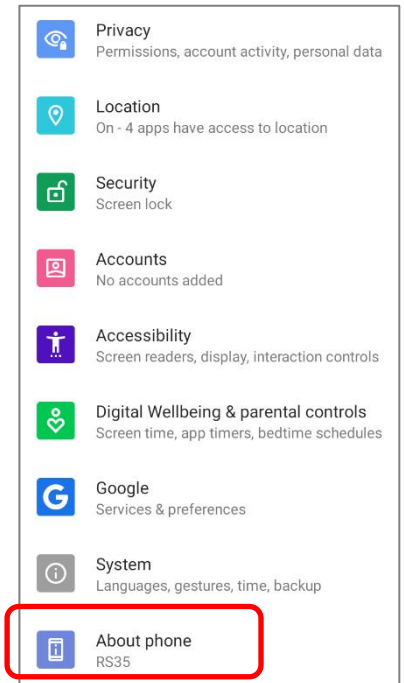 Privacy
Permissions, account activity, personal data
Location
On - 4 apps have access to location
Security
Screen lock
Accounts
No accounts added
Accessibility
Screen readers, display, interaction controls
Digital Wellbeing & parental controls
Screen time, app timers, bedtime schedules
Google
Services & preferences
System
Languages, gestures, time, backup
About phone
RS35